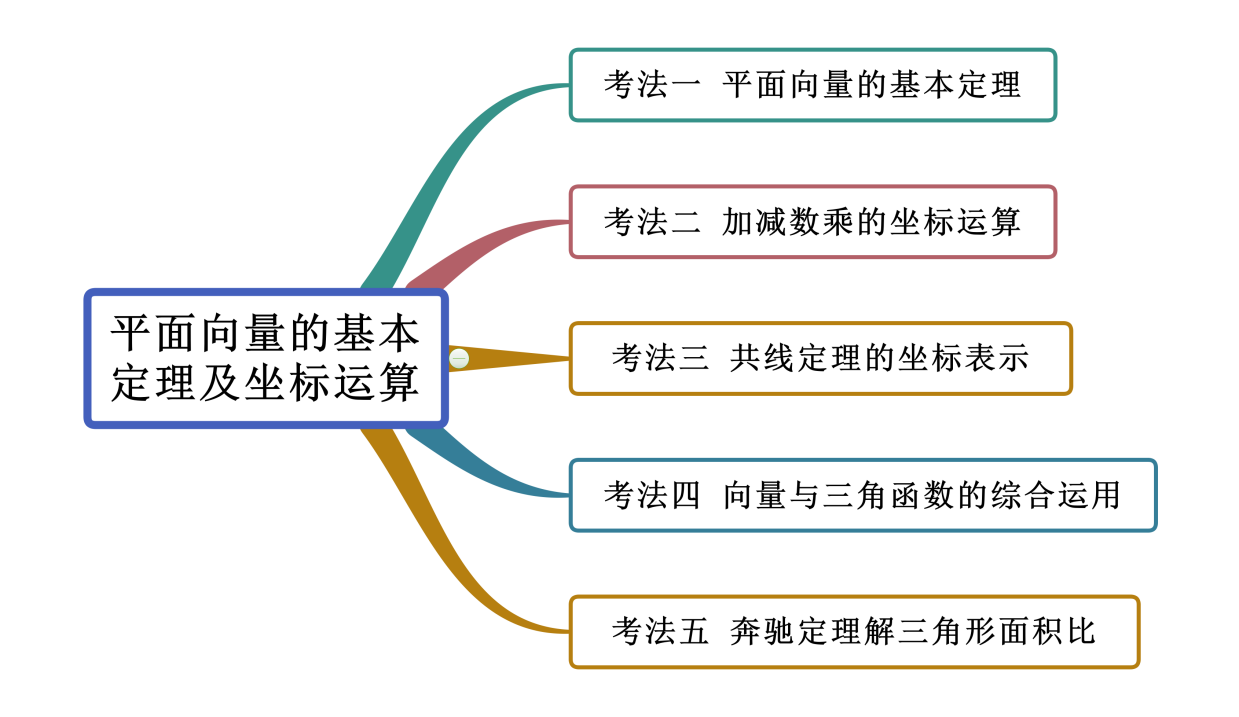 平面向量的基本
定理及坐标运算
考法一 平面向量的基本定理
考法二 加减数乘的坐标运算
考法三 共线定理的坐标表示
考法四 向量与三角函数的综合运用
考法五 奔驰定理解三角形面积比